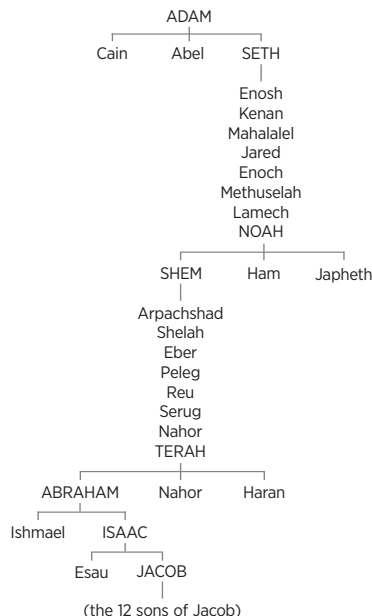 ADAM
Cain Abel SETH
Enosh
Kenan
Mahalalel
Jared
Enoch
Methuselah
Lamech
NOAH
SHEM Ham Japheth
Arpachshad
Shelah
Eber
Peleg
Reu
Serug
Nahor
TERAH
ABRAHAM Nahor Haran
Ishmael ISAAC
Esau JACOB
(the 12 sons of Jacob)